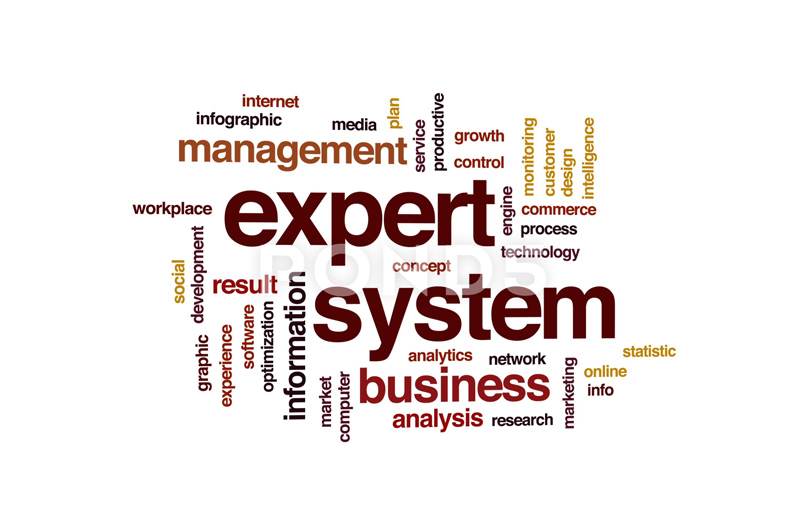 internet
infographic
media
plan
service
productive
growth
management
control
monitoring
customer
design
intelligence
workplace
expert
engine
commerce
process
technology
social
development
result
concept
POND5
information
system
graphic
experience
software
optimization
analytics
network
statistic
market
computer
business
marketing
online
info
analysis
research